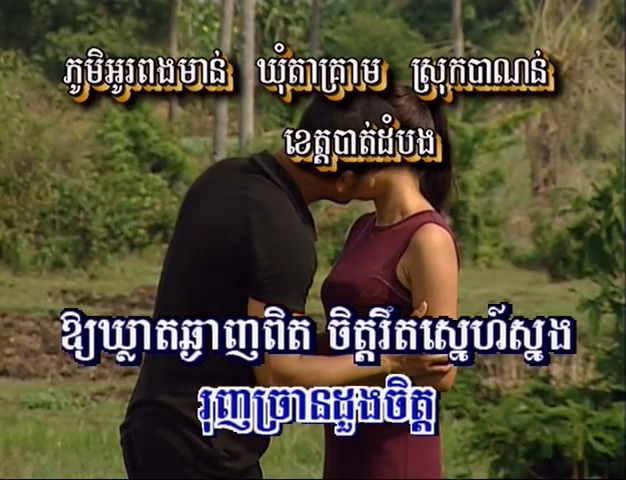 ភូមិអូរពងមាន់ ឃុំតាគ្រាម ស្រុកបាណន់
ខេត្តបាត់ដំបង
ឱ្យឃ្លាតឆ្ងាញពិត ចិត្តរឹតស្នេហ៍ស្នង
រុញច្រានដួងចិត្ត